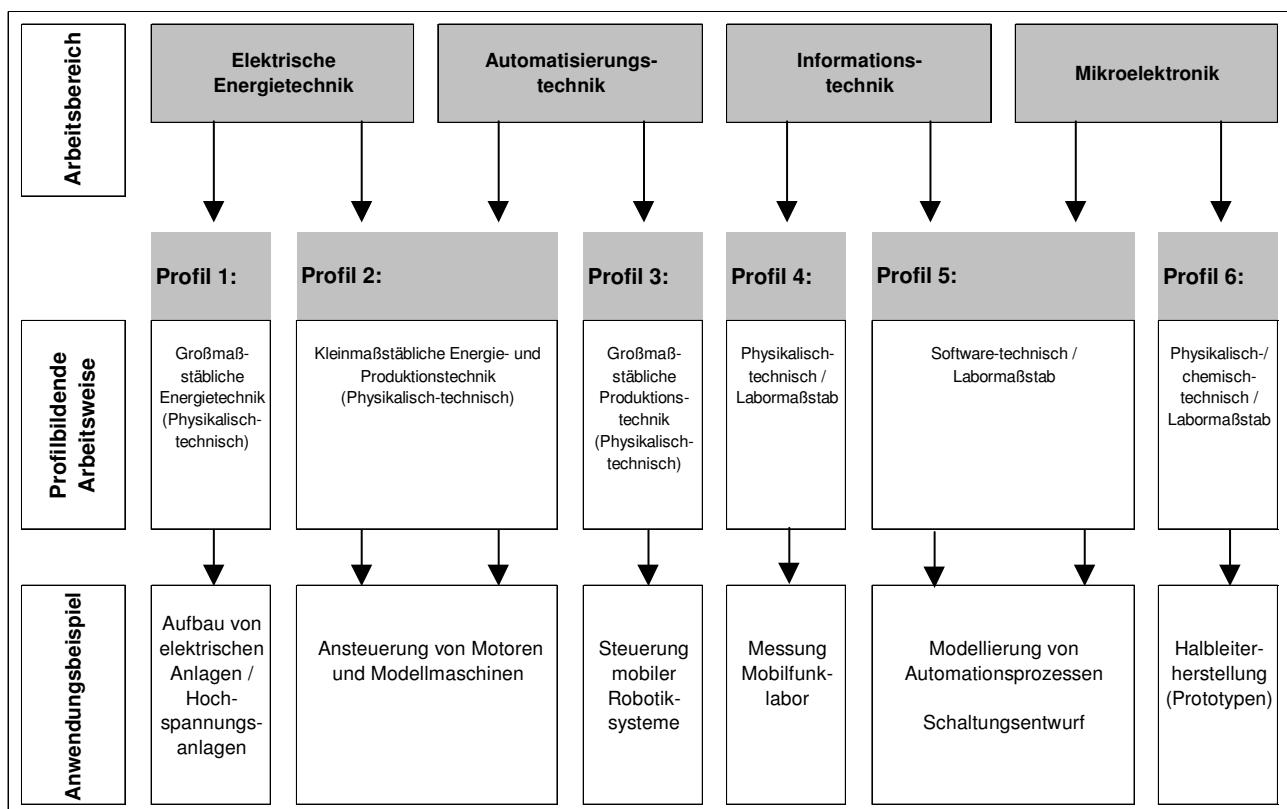 Arbeitsbereich
Elektrische
Energietechnik
Automatisierungs-
technik
Informations-
technik
Mikroelektronik
Profilbildende
Arbeitsweise
Profil 1:
Großmaß-
stäbliche
Energietechnik
(Physikalisch-
technisch)
Profil 2:
Kleinmaßstäbliche Energie- und
Produktionstechnik
(Physikalisch-technisch)
Profil 3:
Großmaß-
stäbliche
Produktions-
technik
(Physikalisch-
technisch)
Profil 4:
Physikalisch-
technisch /
Labormaßstab
Profil 5:
Software-technisch /
Labormaßstab
Profil 6:
Physikalisch-/
chemisch-
technisch /
Labormaßstab
Anwendungsbeispiel
Aufbau von
elektrischen
Anlagen /
Hoch-
spannungs-
anlagen
Ansteuerung von Motoren
und Modellmaschinen
Steuerung
mobiler
Robotik-
systeme
Messung
Mobilfunk-
labor
Modellierung von
Automationsprozessen
Schaltungsentwurf
Halbleiter-
herstellung
(Prototypen)